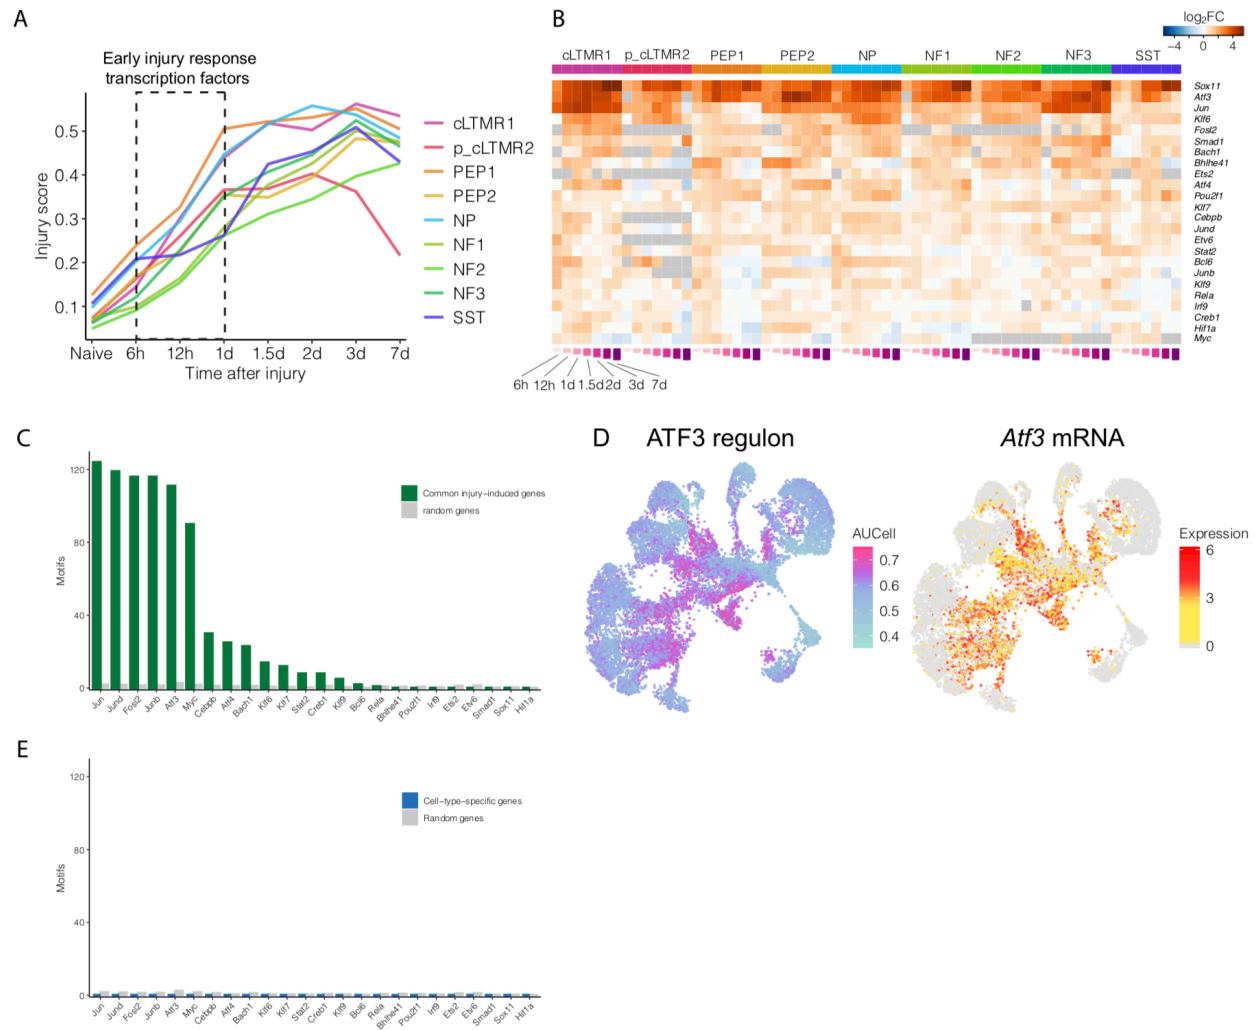 A
Early injury response
transcription factors
Injury score
0.5
0.4
0.3
0.2
0.1
Naive 6h 12h 1d 1.5d 2d 3d 7d
Time after injury
cLTMR1
p_cLTMR2
PEP1
PEP2
NP
NF1
NF2
NF3
SST
B
log2FC
−4 0 4
cLTMR1 p_cLTMR2 PEP1 PEP2 NP NF1 NF2 NF3 SST
Sox11
Atf3
Jun
Klf6
Fosl2
Smad1
Bach1
Bhlhe41
Ets2
Atf4
Pou2f1
Klf7
Cebpb
Jund
Etv6
Stat2
Bcl6
Junb
Klf9
Rela
Irf9
Creb1
Hif1a
Myc
6h 12h 1d 1.5d 2d 3d 7d
C
Motifs
120
80
40
0
Common injury−induced genes
random genes
Jun Jund Fosl2 Junb Atf3 Myc Cebpb Atf4 Bach1 Klf6 Klf7 Stat2 Creb1 Klf9 Bcl6 Rela Bhlhe41 Pou2f1 Irf9 Ets2 Etv6 Smad1 Sox11 Hif1a
D
ATF3 regulon
AUCell
0.7
0.6
0.5
0.4
Atf3 mRNA
Expression
6
3
0
E
Motifs
120
80
40
0
Cell−type−specific genes
Random genes
Jun Jund Fosl2 Junb Atf3 Myc Cebpb Atf4 Bach1 Klf6 Klf7 Stat2 Creb1 Klf9 Bcl6 Rela Bhlhe41 Pou2f1 Irf9 Ets2 Etv6 Smad1 Sox11 Hif1a